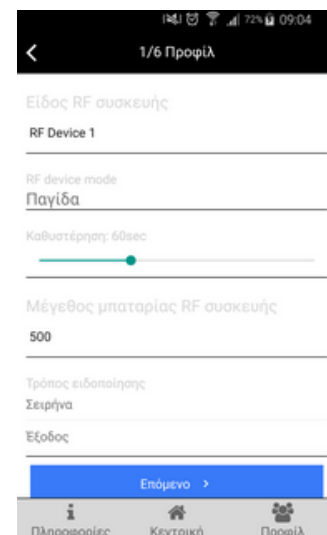 72% 09:04
1/6 Προφίλ
Είδος RF συσκευής
RF Device 1
RF device mode
Παγίδα
Καθυστέρηση: 60sec
Μέγεθος μπαταρίας RF συσκευής
500
Τρόπος ειδοποίησης
Σειρήνα
Έξοδος
Επόμενο >
Πληροφορίες Κεντρική Προφίλ